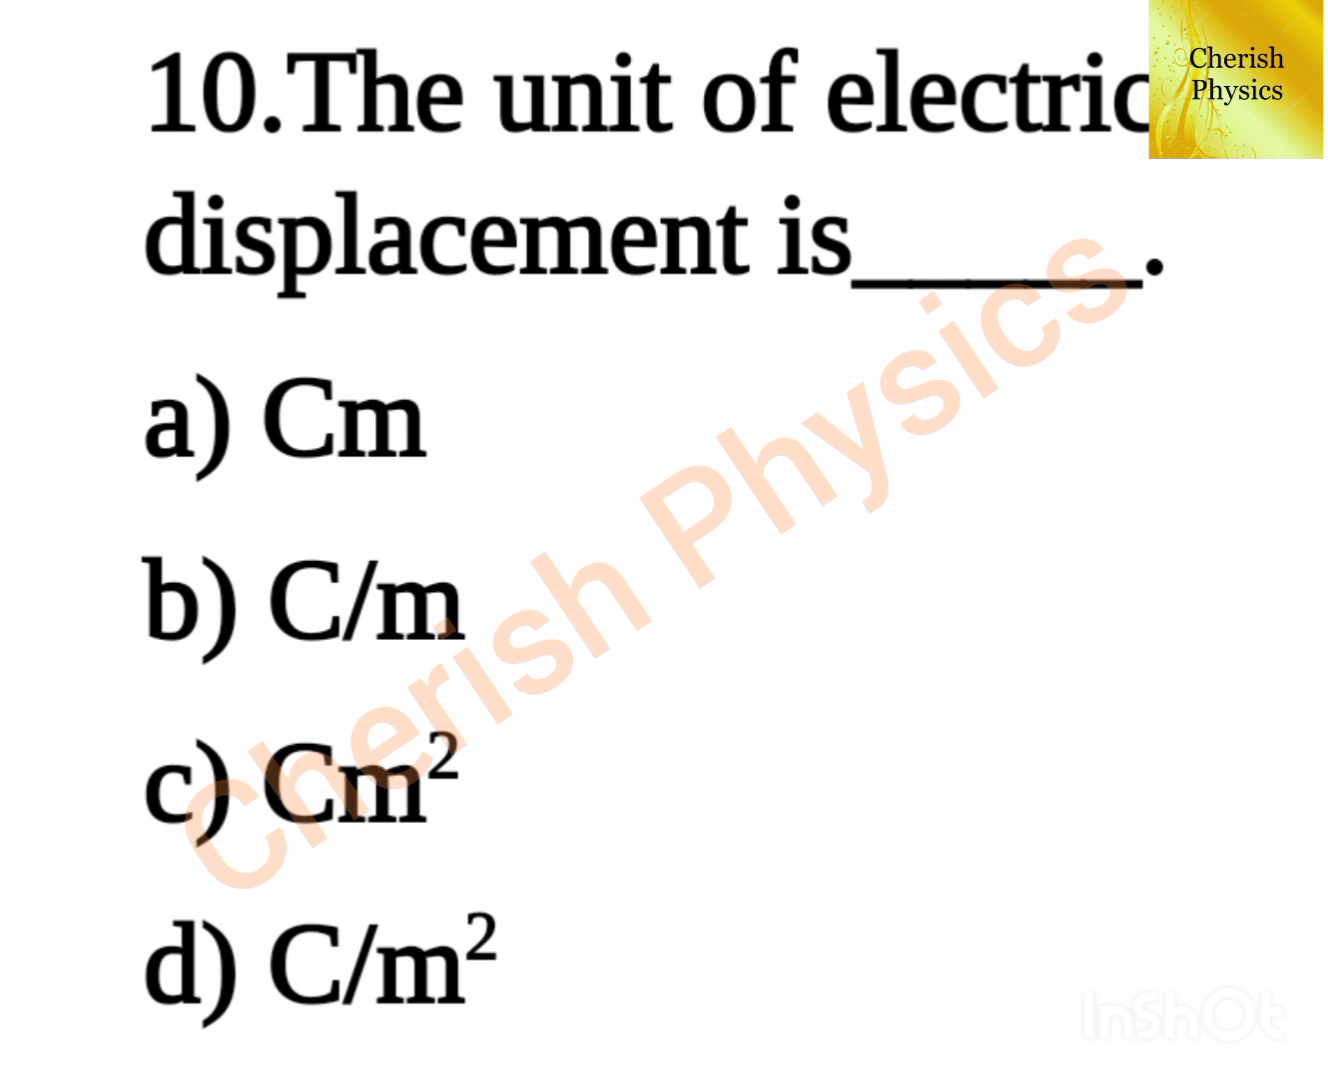 10.The unit of electric
Cherish
Physics
displacement is_____.
a) Cm
b) C/m
c) Cm²
d) C/m²
Cherish Physics
InShOt